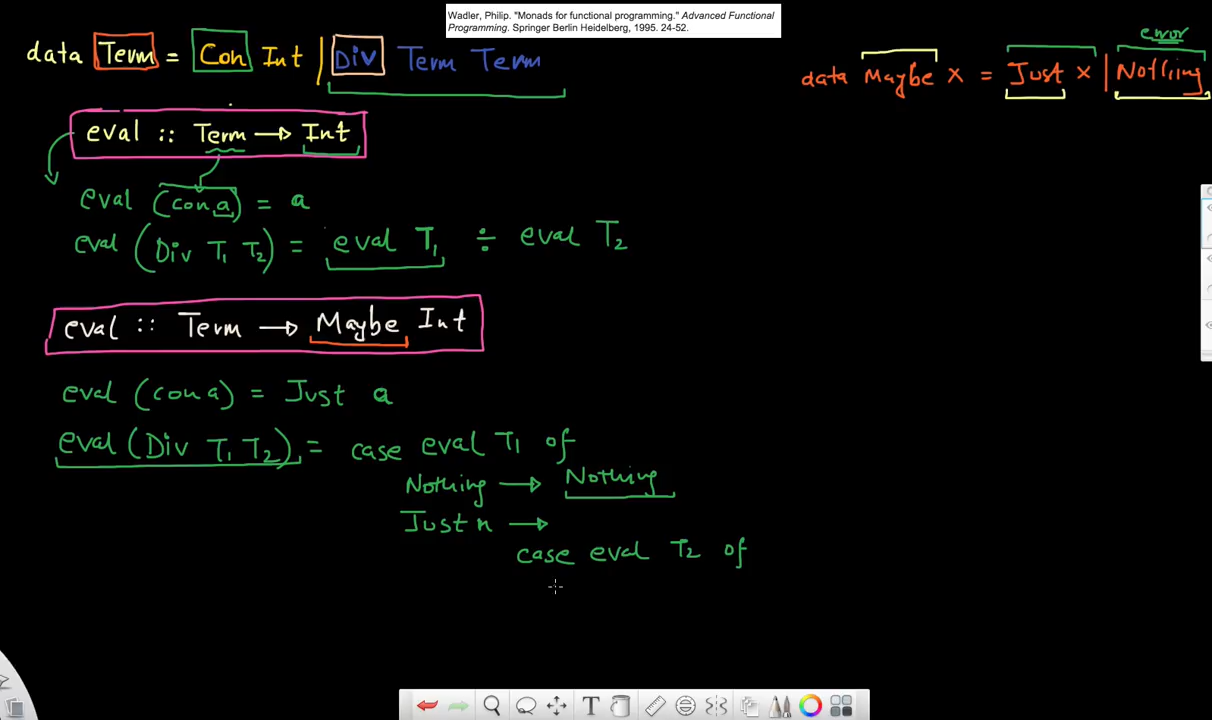 Wadler, Philip. "Monads for functional programming." Advanced Functional
Programming. Springer Berlin Heidelberg, 1995. 24-52.
data Term = Con Int | Div Term Term
error
data Maybe x = Just x | Nothing
eval :: Term → Int
eval (con a) = a
eval (Div T1 T2) = eval T1 ÷ eval T2
eval :: Term → Maybe Int
eval (con a) = Just a
eval (Div T1 T2) = case eval T1 of
Nothing → Nothing
Just n →
case eval T2 of
T